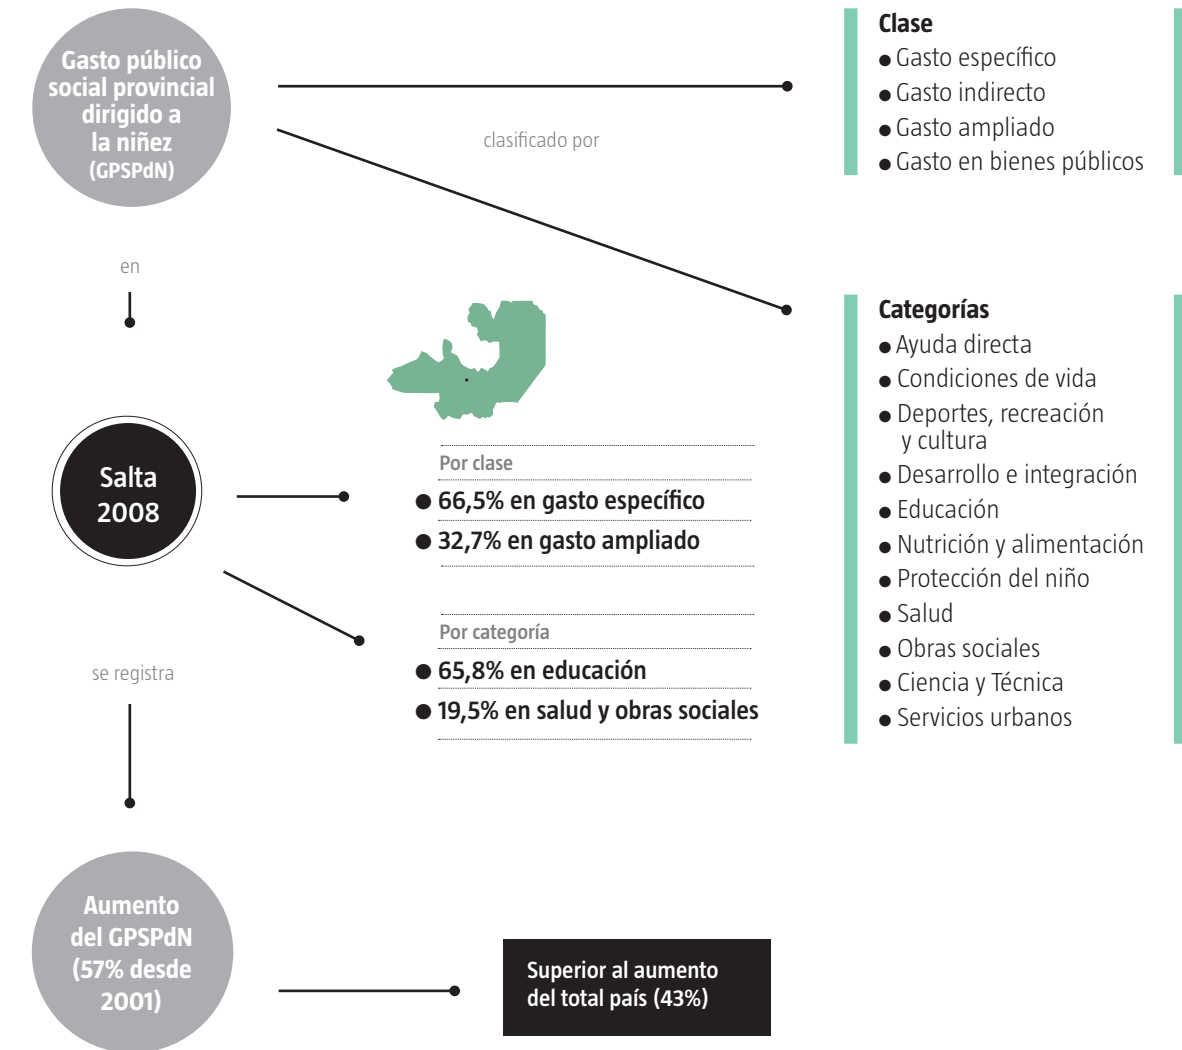 Gasto público
social provincial
dirigido a
la niñez
(GPSPdN)
clasificado por
Clase
● Gasto específico
● Gasto indirecto
● Gasto ampliado
● Gasto en bienes públicos
en
Categorías
● Ayuda directa
● Condiciones de vida
● Deportes, recreación
y cultura
● Desarrollo e integración
● Educación
● Nutrición y alimentación
● Protección del niño
● Salud
● Obras sociales
● Ciencia y Técnica
● Servicios urbanos
Salta
2008
Por clase
● 66,5% en gasto específico
● 32,7% en gasto ampliado
Por categoría
● 65,8% en educación
● 19,5% en salud y obras sociales
se registra
Aumento
del GPSPdN
(57% desde
2001)
Superior al aumento
del total país (43%)